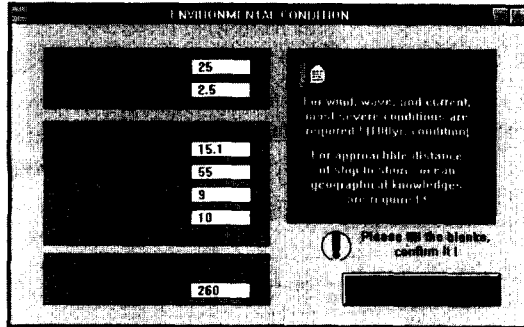 ENVIRONMENTAL CONDITION
25
2.5
15.1
55
9
10
260
For wind, wave, and current,
most severe conditions are
required ! (100yr. condition)
For approachble distance
of ship to shore, ocean
geographical knowledges
are require! !
Please fill the blanks,
confirm it !